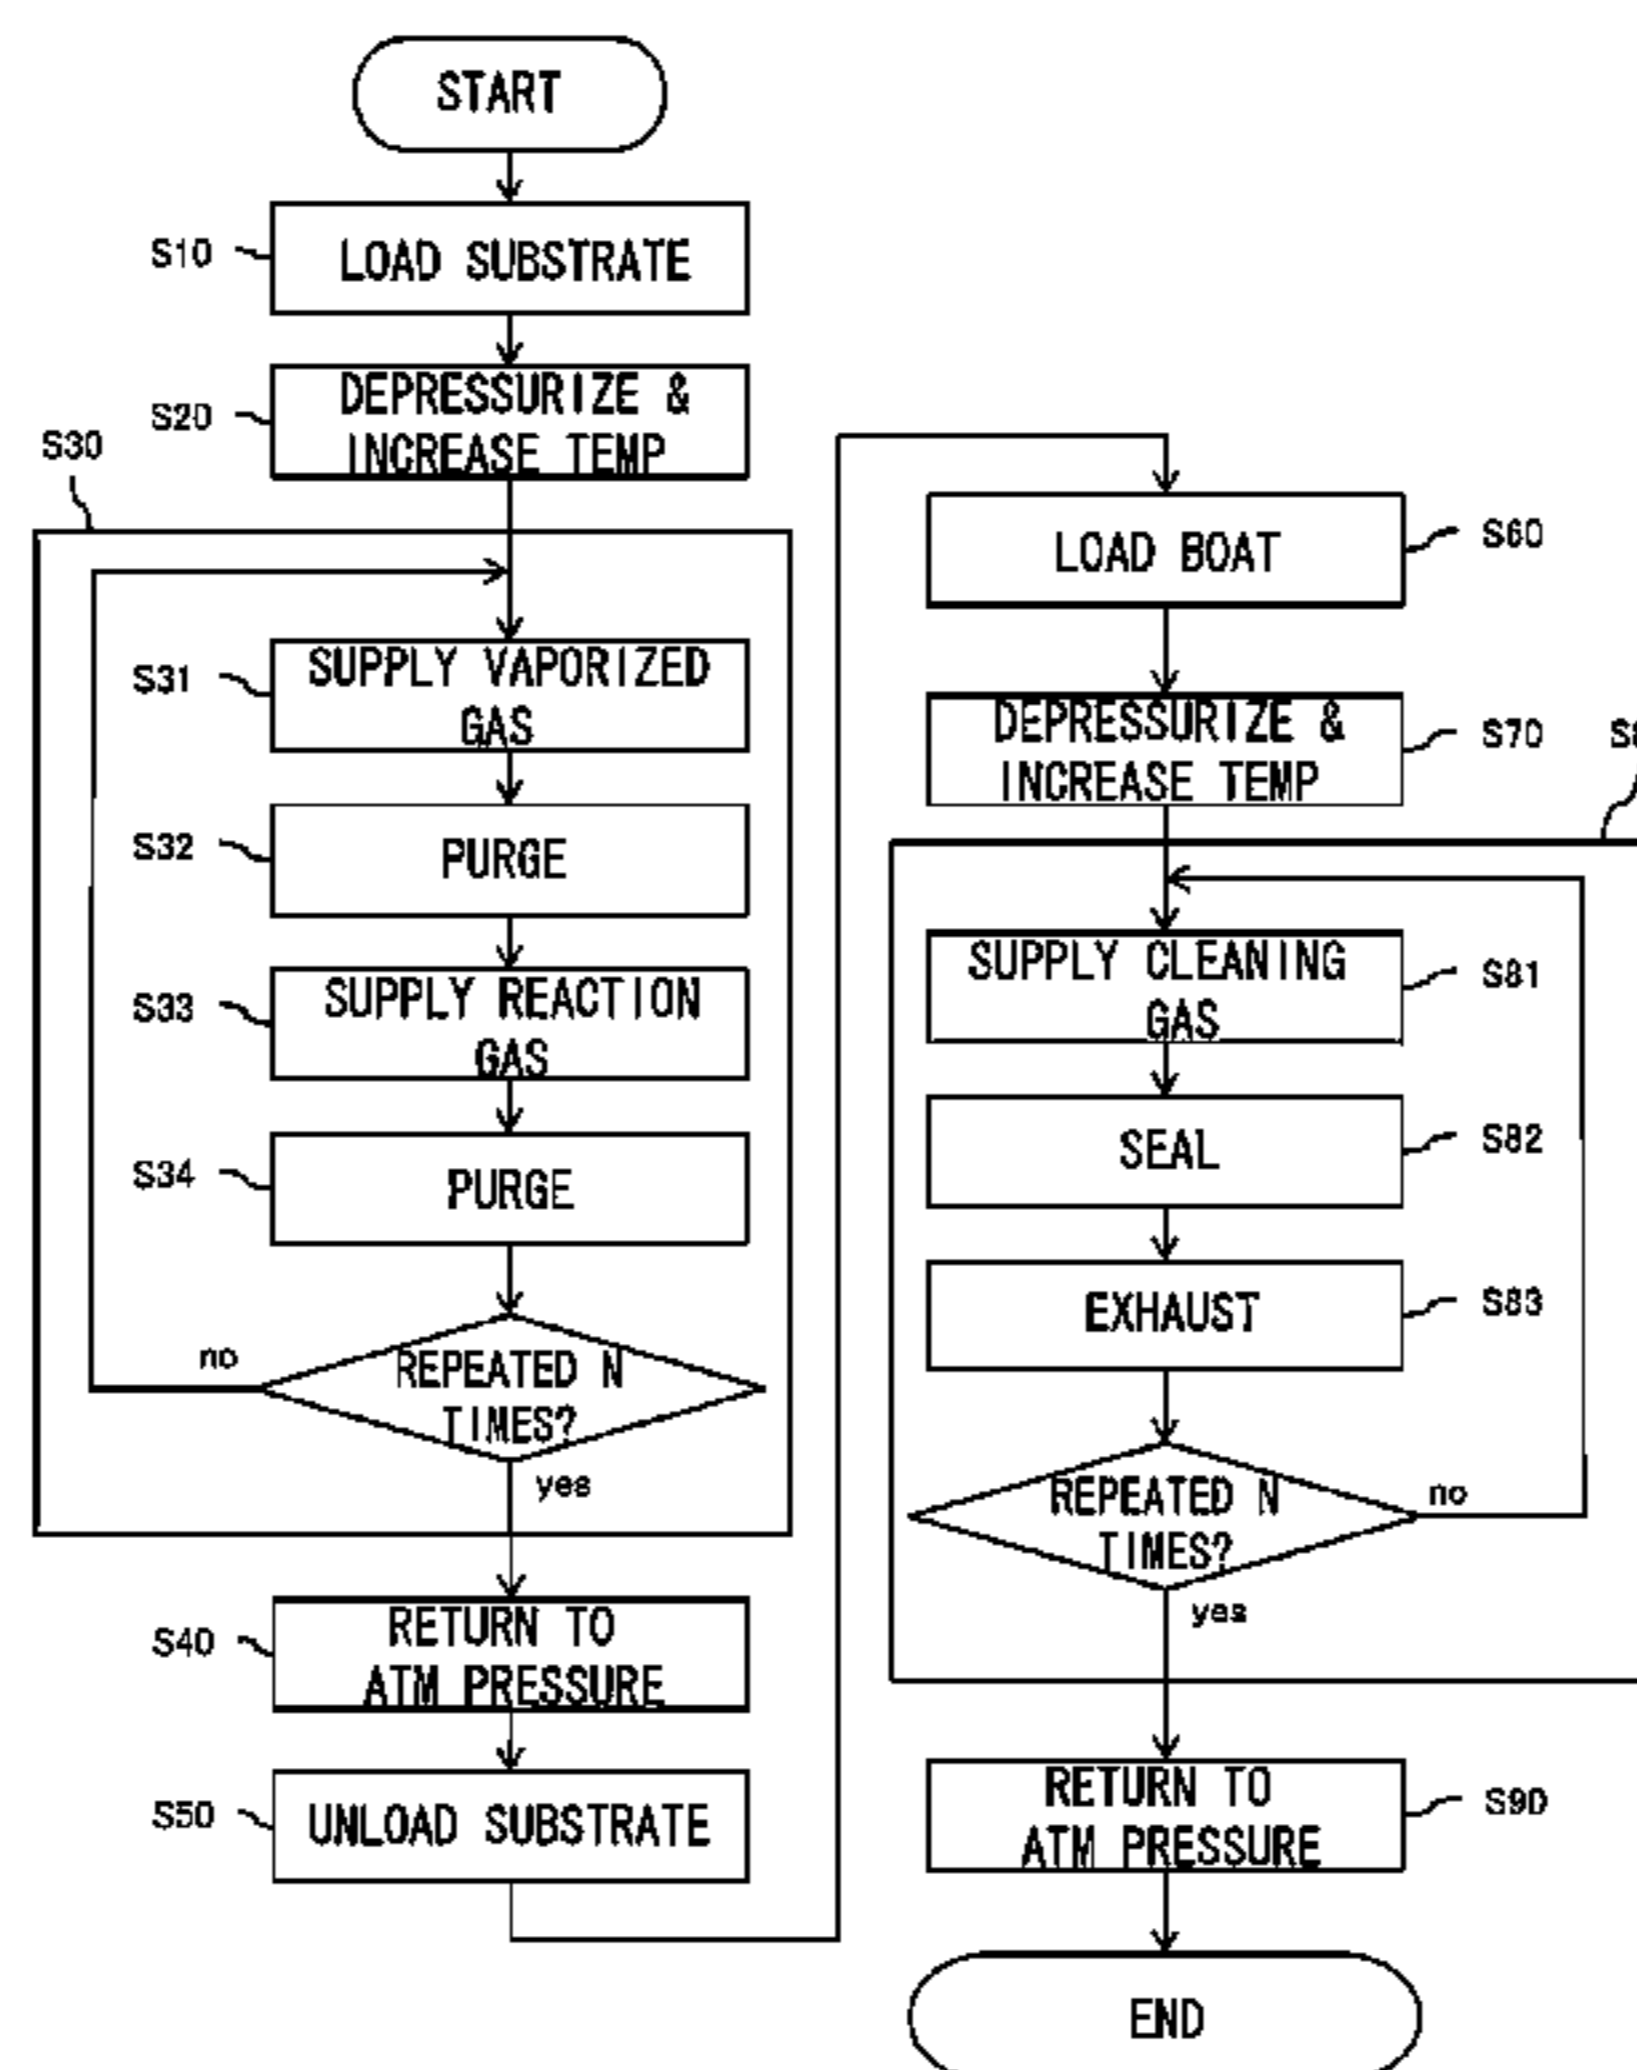 START
S10
LOAD SUBSTRATE
S20
DEPRESSURIZE &
INCREASE TEMP
S30
S31
SUPPLY VAPORIZED
GAS
S32
PURGE
S33
SUPPLY REACTION
GAS
S34
PURGE
no
REPEATED N
TIMES?
yes
S40
RETURN TO
ATM PRESSURE
S50
UNLOAD SUBSTRATE
LOAD BOAT
S60
DEPRESSURIZE &
INCREASE TEMP
S70
SUPPLY CLEANING
GAS
S81
SEAL
S82
EXHAUST
S83
REPEATED N
TIMES?
no
yes
RETURN TO
ATM PRESSURE
S90
END